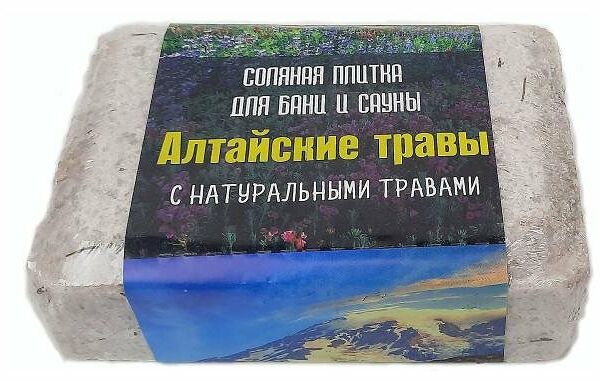 СОЛЯНАЯ ПЛИТКА
ДЛЯ БАНИ И САУНЫ
Алтайские травы
С НАТУРАЛЬНЫМИ ТРАВАМИ